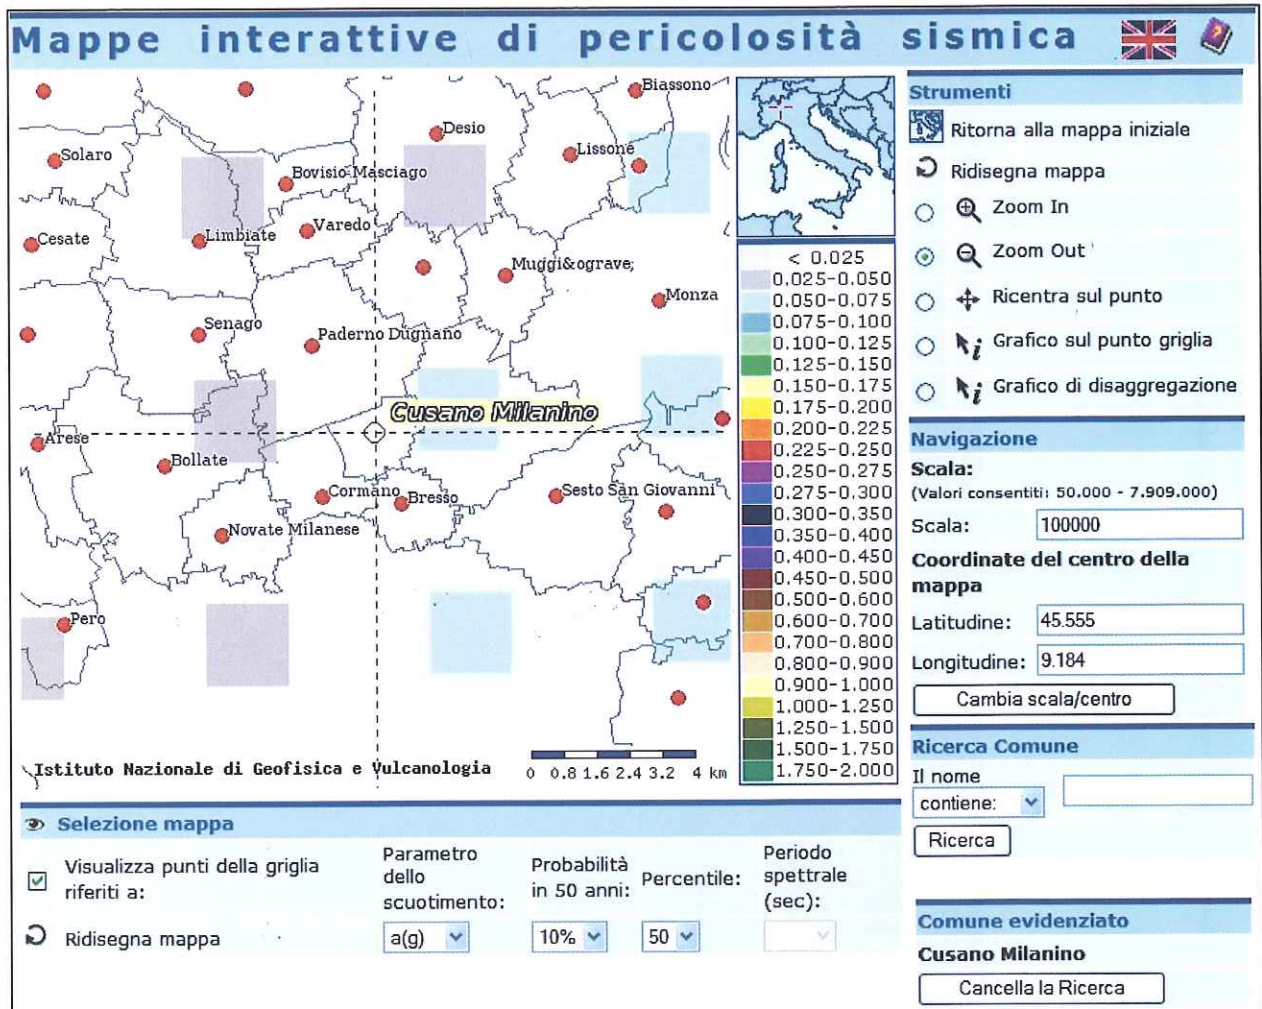 Mappe interattive di pericolosità sismica
Biassono
Desio
Lissone
Solaro
Bovisio Masciago
Varedo
Cesate
Limbiate
Muggi&ograve;
Monza
Senago
Paderno Dugnano
Cusano Milanino
Arese
Bollate
Cormano
Bresso
Sesto San Giovanni
Novate Milanese
Pero
Istituto Nazionale di Geofisica e Vulcanologia
0 0.8 1.6 2.4 3.2 4 km
< 0.025
0.025-0.050
0.050-0.075
0.075-0.100
0.100-0.125
0.125-0.150
0.150-0.175
0.175-0.200
0.200-0.225
0.225-0.250
0.250-0.275
0.275-0.300
0.300-0.350
0.350-0.400
0.400-0.450
0.450-0.500
0.500-0.600
0.600-0.700
0.700-0.800
0.800-0.900
0.900-1.000
1.000-1.250
1.250-1.500
1.500-1.750
1.750-2.000
Strumenti
Ritorna alla mappa iniziale
Ridisegna mappa
Zoom In
Zoom Out
Ricentra sul punto
Grafico sul punto griglia
Grafico di disaggregazione
Navigazione
Scala:
(Valori consentiti: 50.000 - 7.909.000)
Scala: 100000
Coordinate del centro della
mappa
Latitudine: 45.555
Longitudine: 9.184
Cambia scala/centro
Ricerca Comune
Il nome
contiene:
Ricerca
Comune evidenziato
Cusano Milanino
Cancella la Ricerca
Selezione mappa
Visualizza punti della griglia
riferiti a:
Parametro
dello
scuotimento:
Probabilità
in 50 anni:
Percentile:
Periodo
spettrale
(sec):
Ridisegna mappa
a(g)
10%
50